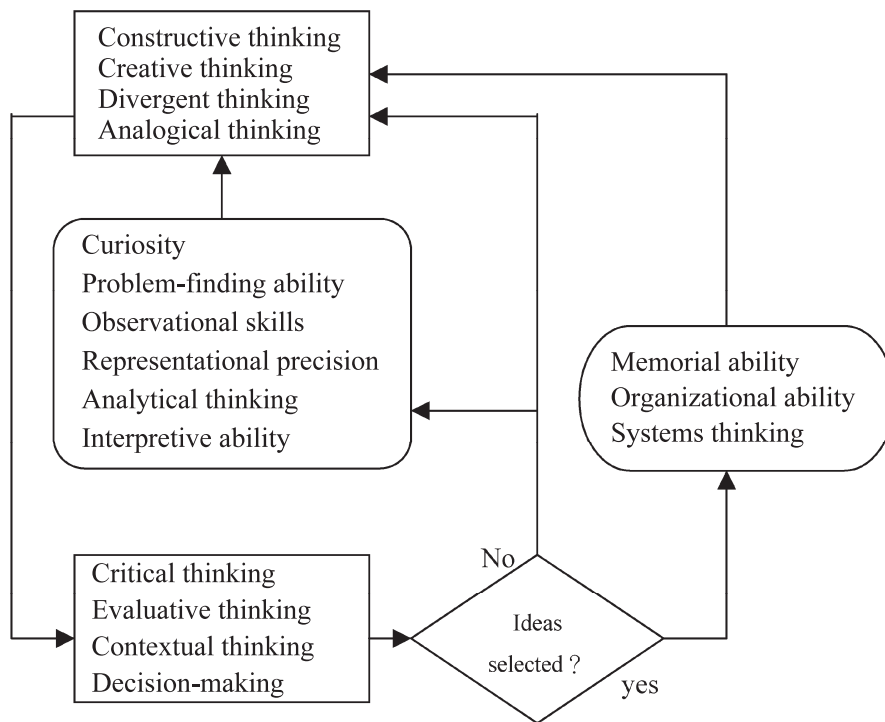 Constructive thinking
Creative thinking
Divergent thinking
Analogical thinking
Curiosity
Problem-finding ability
Observational skills
Representational precision
Analytical thinking
Interpretive ability
Memorial ability
Organizational ability
Systems thinking
Critical thinking
Evaluative thinking
Contextual thinking
Decision-making
No
Ideas
selected ?
yes